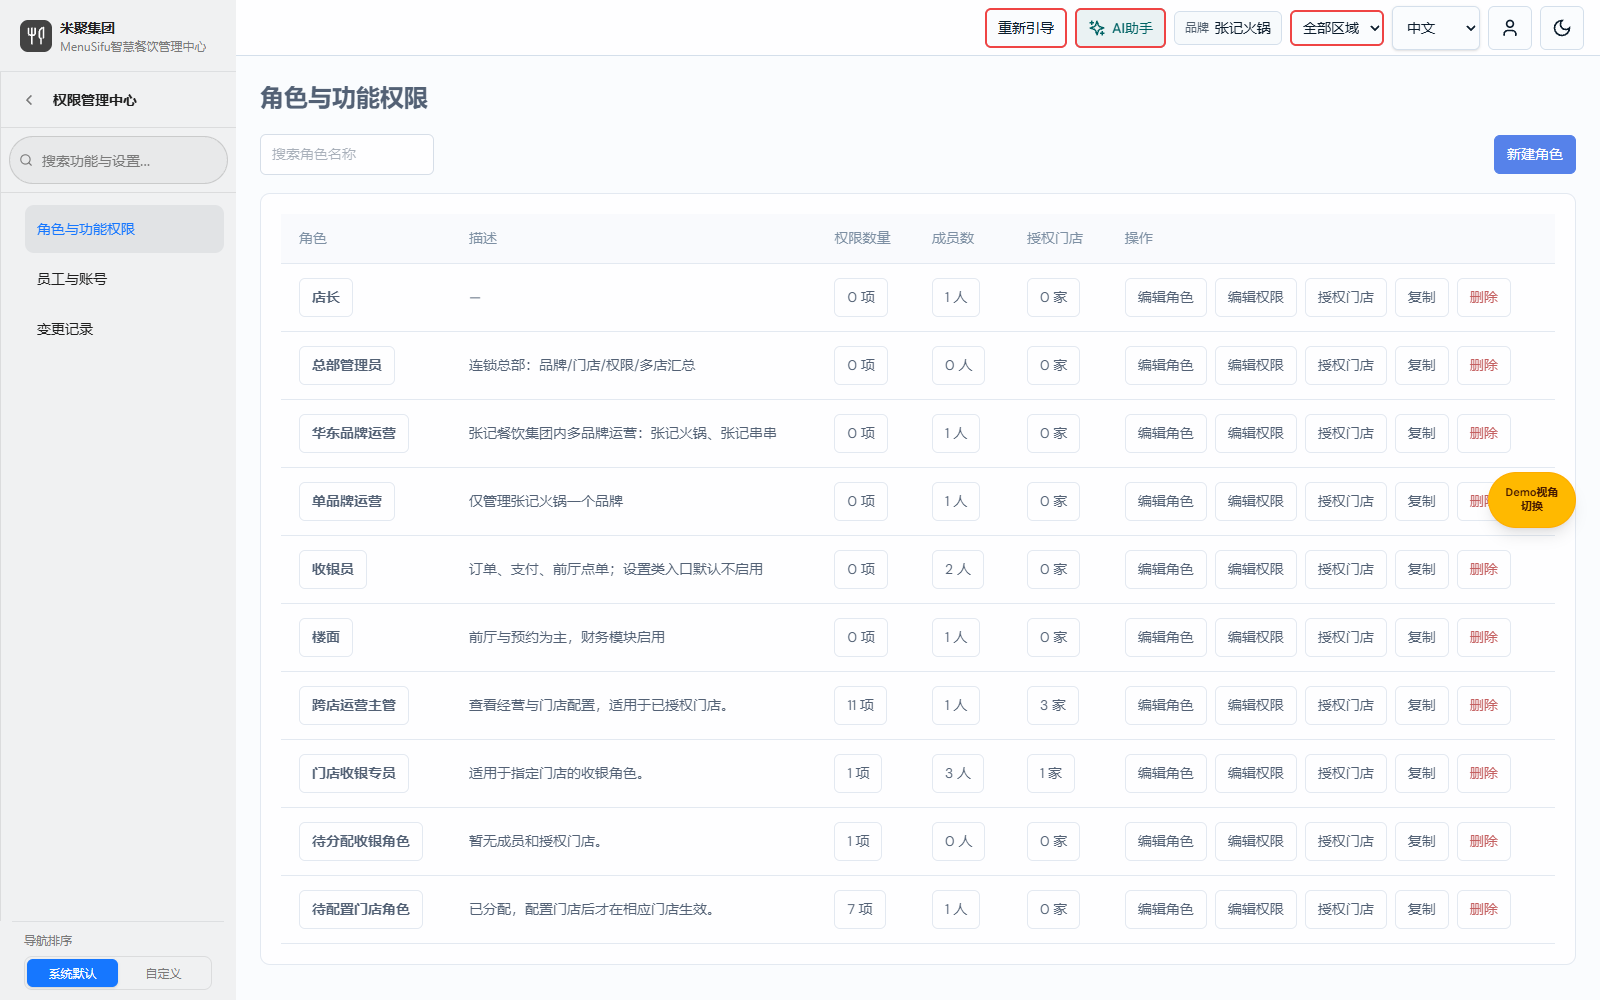 米聚集团
MenuSifu智慧餐饮管理中心
重新引导
AI助手
品牌 张记火锅
全部区域
中文
权限管理中心
搜索功能与设置...
角色与功能权限
员工与账号
变更记录
导航排序
系统默认
自定义
角色与功能权限
搜索角色名称
新建角色
角色 描述 权限数量 成员数 授权门店 操作
店长 — 0 项 1 人 0 家 编辑角色 编辑权限 授权门店 复制 删除
总部管理员 连锁总部：品牌/门店/权限/多店汇总 0 项 0 人 0 家 编辑角色 编辑权限 授权门店 复制 删除
华东品牌运营 张记餐饮集团内多品牌运营：张记火锅、张记串串 0 项 1 人 0 家 编辑角色 编辑权限 授权门店 复制 删除
单品牌运营 仅管理张记火锅一个品牌 0 项 1 人 0 家 编辑角色 编辑权限 授权门店 复制 删除
Demo视角
切换
收银员 订单、支付、前厅点单；设置类入口默认不启用 0 项 2 人 0 家 编辑角色 编辑权限 授权门店 复制 删除
楼面 前厅与预约为主，财务模块启用 0 项 1 人 0 家 编辑角色 编辑权限 授权门店 复制 删除
跨店运营主管 查看经营与门店配置，适用于已授权门店。 11 项 1 人 3 家 编辑角色 编辑权限 授权门店 复制 删除
门店收银专员 适用于指定门店的收银角色。 1 项 3 人 1 家 编辑角色 编辑权限 授权门店 复制 删除
待分配收银角色 暂无成员和授权门店。 1 项 0 人 0 家 编辑角色 编辑权限 授权门店 复制 删除
待配置门店角色 已分配，配置门店后才在相应门店生效。 7 项 1 人 0 家 编辑角色 编辑权限 授权门店 复制 删除